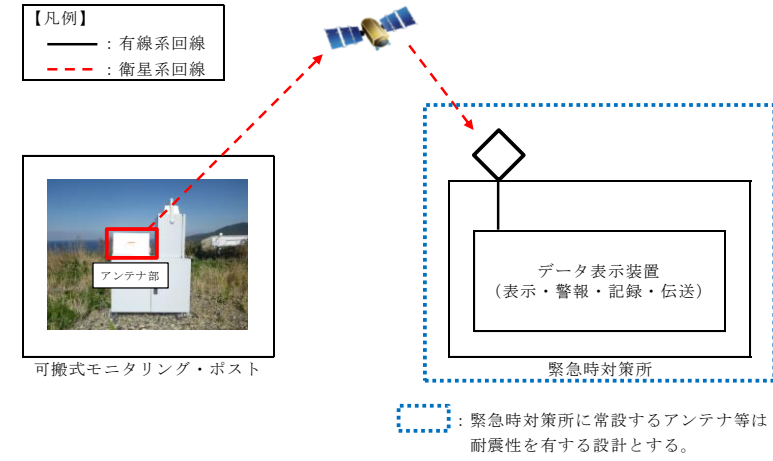 【凡例】
：有線系回線
：衛星系回線
アンテナ部
可搬式モニタリング・ポスト
データ表示装置
（表示・警報・記録・伝送）
緊急時対策所
：緊急時対策所に常設するアンテナ等は
耐震性を有する設計とする。